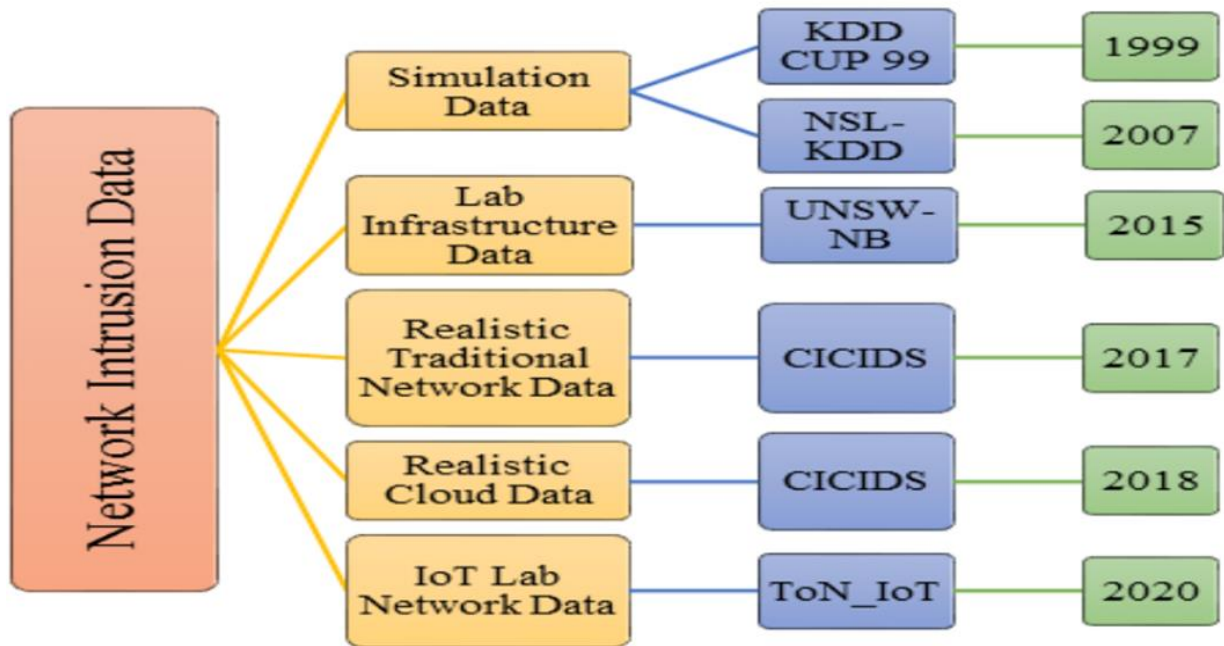 Network Intrusion Data
Simulation
Data
KDD
CUP 99
1999
NSL-
KDD
2007
Lab
Infrastructure
Data
UNSW-
NB
2015
Realistic
Traditional
Network Data
CICIDS
2017
Realistic
Cloud Data
CICIDS
2018
IoT Lab
Network Data
ToN_IoT
2020